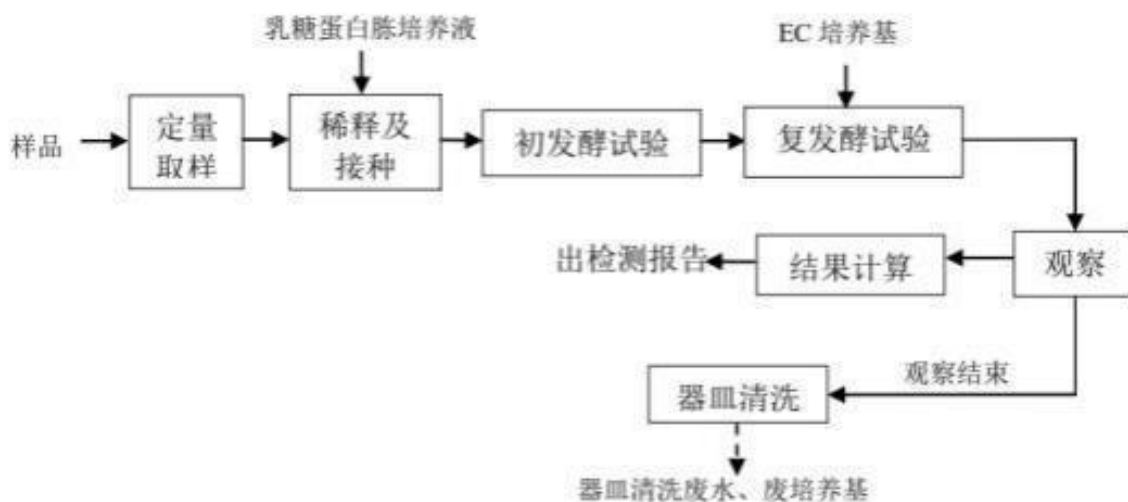 乳糖蛋白胨培养液
EC 培养基
样品
定量
取样
稀释及
接种
初发酵试验
复发酵试验
出检测报告
结果计算
观察
观察结束
器皿清洗
器皿清洗废水、废培养基